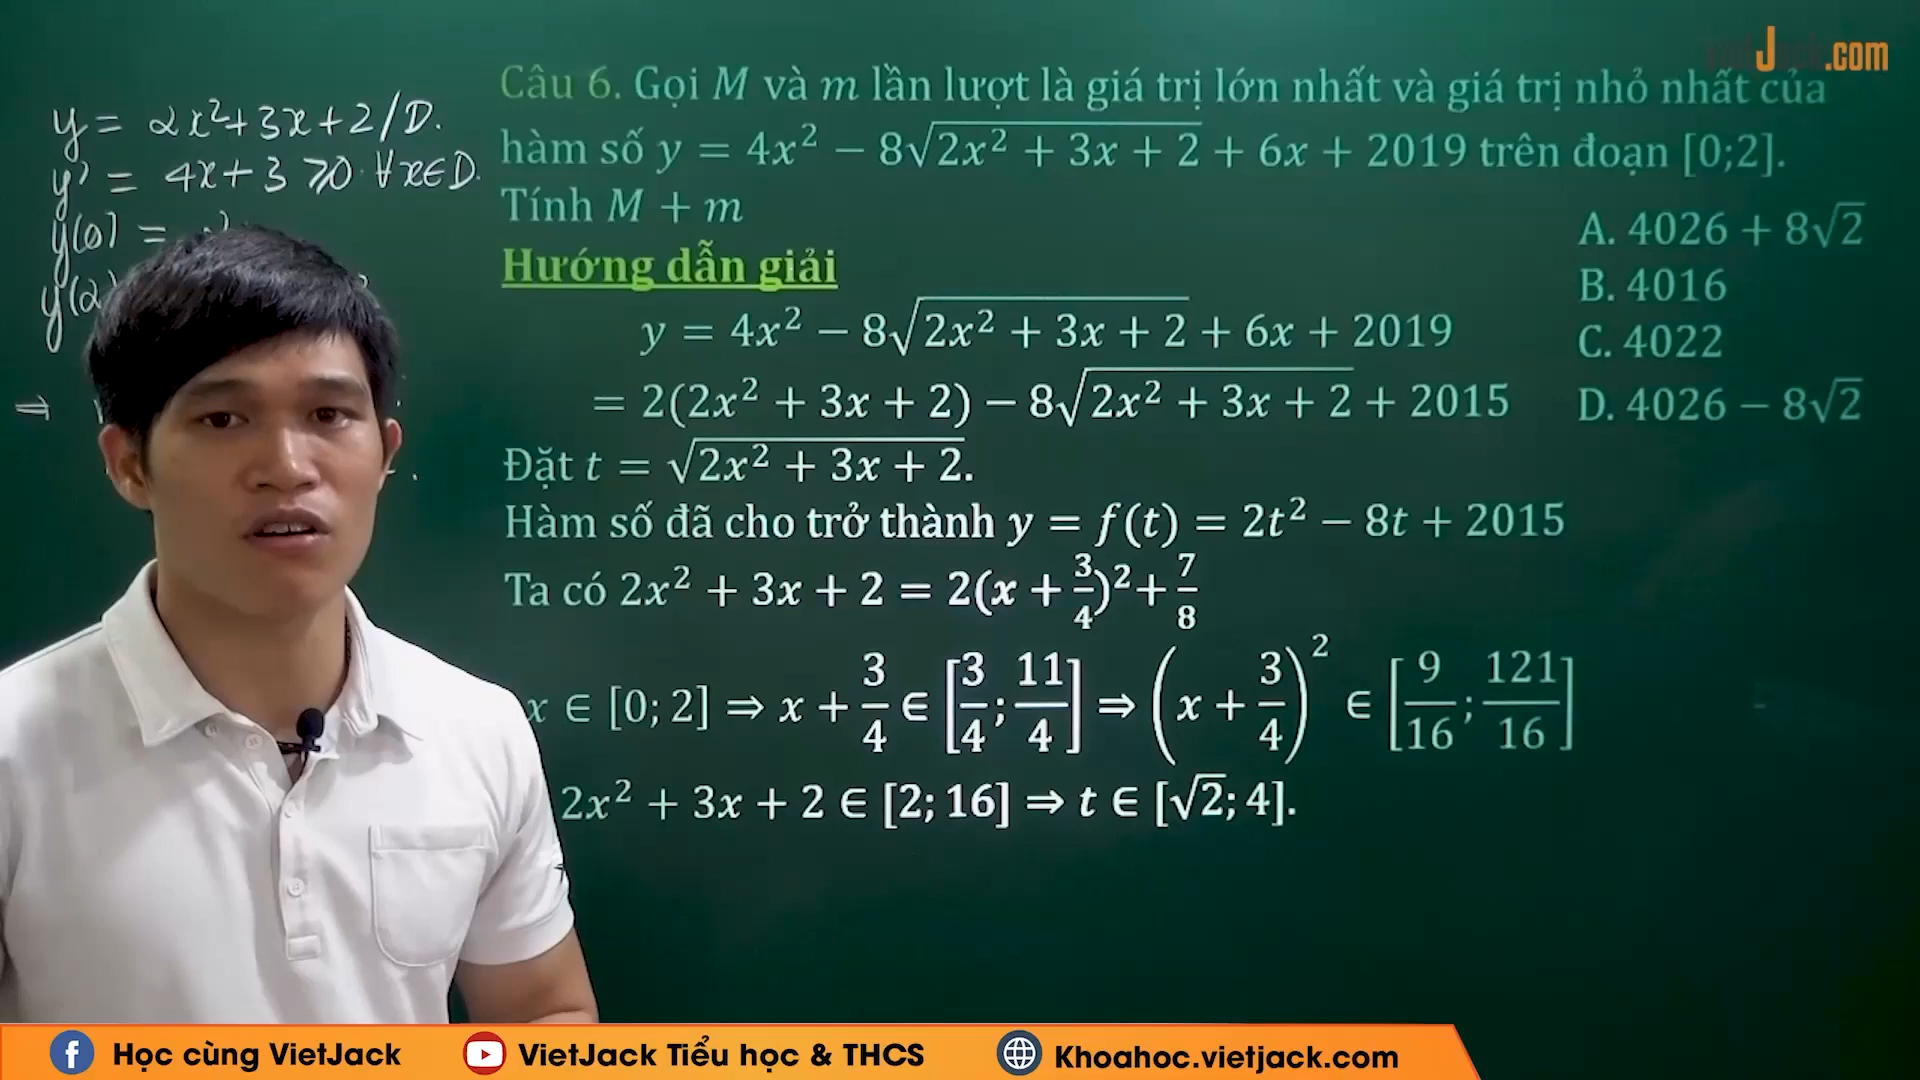 vietJack.com
y = 2x² + 3x + 2 / D.
y' = 4x + 3 ⩾ 0 ∀x∈D.
y(0) =
y(2)
⇒
Câu 6. Gọi M và m lần lượt là giá trị lớn nhất và giá trị nhỏ nhất của
hàm số y = 4x² − 8√(2x² + 3x + 2) + 6x + 2019 trên đoạn [0;2].
Tính M + m
A. 4026 + 8√2
B. 4016
C. 4022
D. 4026 − 8√2
Hướng dẫn giải
y = 4x² − 8√(2x² + 3x + 2) + 6x + 2019
= 2(2x² + 3x + 2) − 8√(2x² + 3x + 2) + 2015
Đặt t = √(2x² + 3x + 2).
Hàm số đã cho trở thành y = f(t) = 2t² − 8t + 2015
Ta có 2x² + 3x + 2 = 2(x + 3/4)² + 7/8
x ∈ [0; 2] ⇒ x + 3/4 ∈ [3/4; 11/4] ⇒ (x + 3/4)² ∈ [9/16; 121/16]
2x² + 3x + 2 ∈ [2; 16] ⇒ t ∈ [√2; 4].
Học cùng VietJack
VietJack Tiểu học & THCS
Khoahoc.vietjack.com